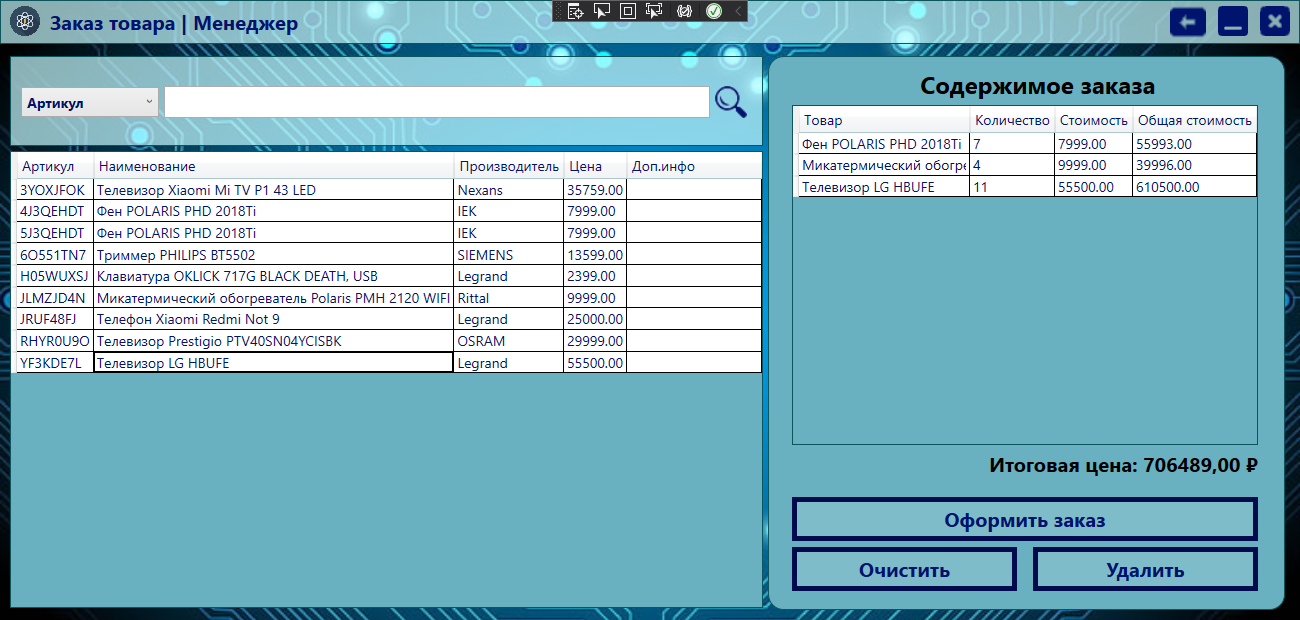 Заказ товара | Менеджер
Артикул
Артикул Наименование Производитель Цена Доп.инфо
3YOXJFOK Телевизор Xiaomi Mi TV P1 43 LED Nexans 35759.00
4J3QEHDT Фен POLARIS PHD 2018Ti IEK 7999.00
5J3QEHDT Фен POLARIS PHD 2018Ti IEK 7999.00
6O551TN7 Триммер PHILIPS BT5502 SIEMENS 13599.00
H05WUXSJ Клавиатура OKLICK 717G BLACK DEATH, USB Legrand 2399.00
JLMZJD4N Микатермический обогреватель Polaris PMH 2120 WIFI Rittal 9999.00
JRUF48FJ Телефон Xiaomi Redmi Not 9 Legrand 25000.00
RHYR0U9O Телевизор Prestigio PTV40SN04YCISBK OSRAM 29999.00
YF3KDE7L Телевизор LG HBUFE Legrand 55500.00
Содержимое заказа
Товар Количество Стоимость Общая стоимость
Фен POLARIS PHD 2018Ti 7 7999.00 55993.00
Микатермический обогре 4 9999.00 39996.00
Телевизор LG HBUFE 11 55500.00 610500.00
Итоговая цена: 706489,00 ₽
Оформить заказ
Очистить Удалить